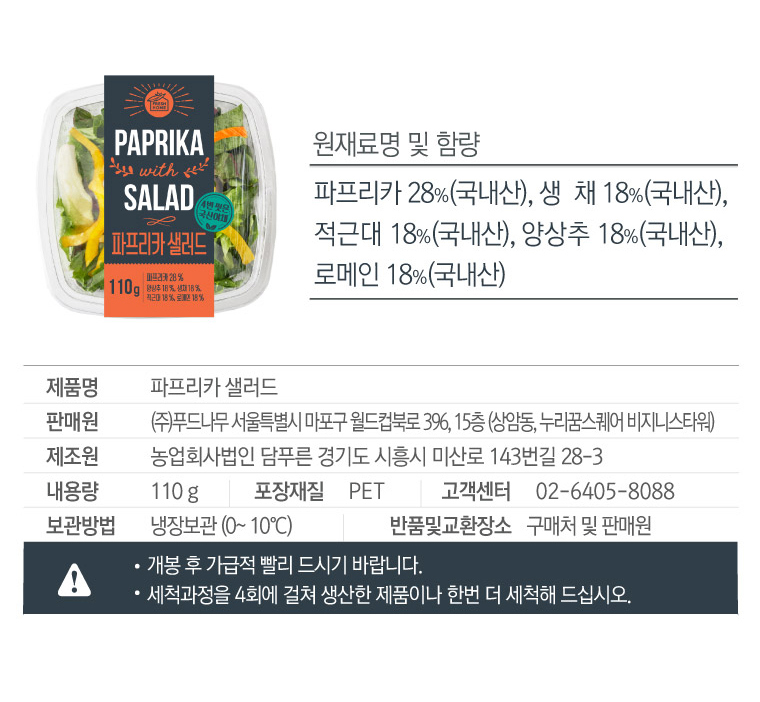 FRESH HOME
PAPRIKA
with
SALAD
4번 씻은
국산야채
파프리카 샐러드
110g
파프리카 28 %
양상추 18 %, 생채 18 %,
적근대 18 %, 로메인 18 %
원재료명 및 함량
파프리카 28%(국내산), 생 채 18%(국내산),
적근대 18%(국내산), 양상추 18%(국내산),
로메인 18%(국내산)
제품명 파프리카 샐러드
판매원 (주)푸드나무 서울특별시 마포구 월드컵북로 396, 15층 (상암동, 누리꿈스퀘어 비지니스타워)
제조원 농업회사법인 담푸른 경기도 시흥시 미산로 143번길 28-3
내용량 110 g 포장재질 PET 고객센터 02-6405-8088
보관방법 냉장보관 (0~ 10℃) 반품및교환장소 구매처 및 판매원
• 개봉 후 가급적 빨리 드시기 바랍니다.
• 세척과정을 4회에 걸쳐 생산한 제품이나 한번 더 세척해 드십시오.